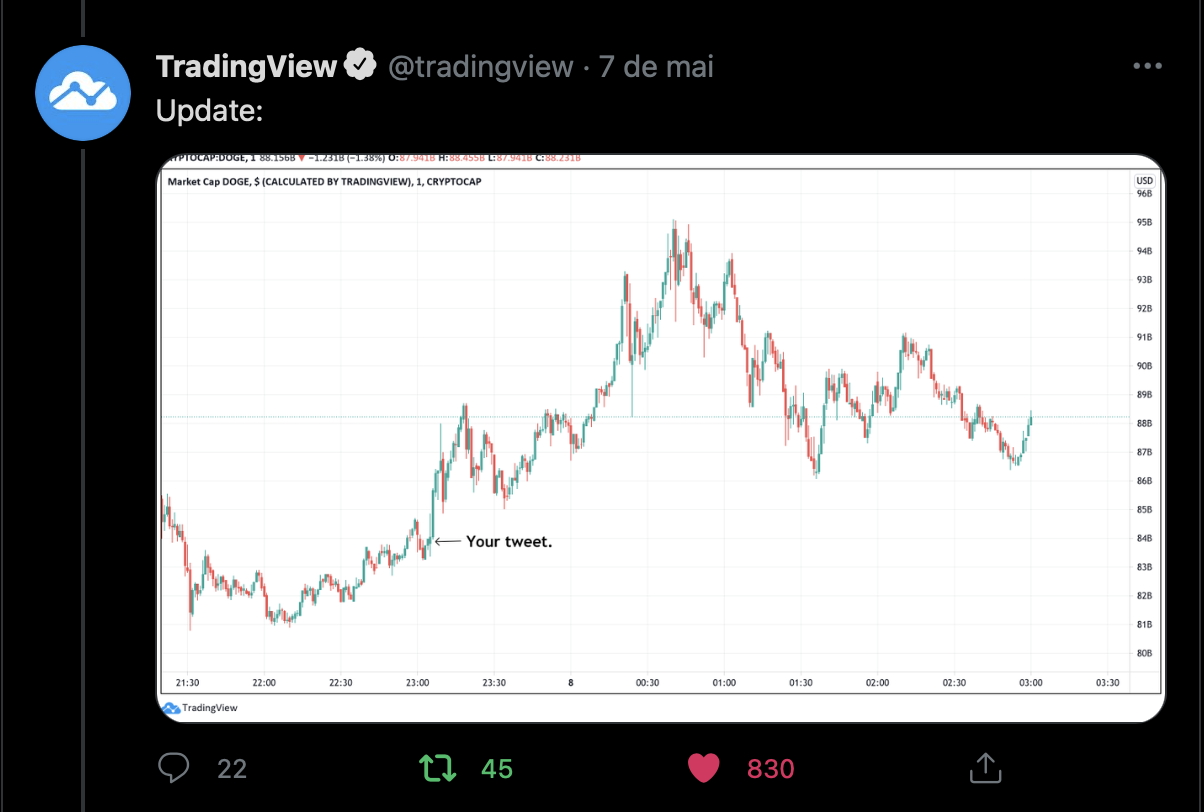 TradingView @tradingview · 7 de mai
Update:
YPTOCAP:DOGE, 1 88.156B ▼ −1.231B (−1.38%) O:87.941B H:88.455B L:87.941B C:88.231B
Market Cap DOGE, $ (CALCULATED BY TRADINGVIEW), 1, CRYPTOCAP
USD
96B
95B
94B
93B
92B
91B
90B
89B
88B
87B
86B
85B
84B
Your tweet.
83B
82B
81B
80B
21:30 22:00 22:30 23:00 23:30 8 00:30 01:00 01:30 02:00 02:30 03:00 03:30
TradingView
22 45 830